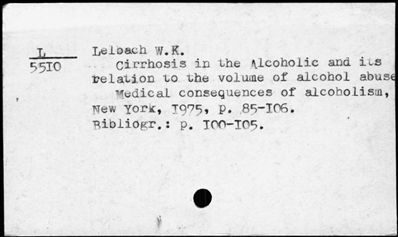 L
5510
Lelbach W.K.
Cirrhosis in the Alcoholic and its
relation to the volume of alcohol abuse
Medical consequences of alcoholism,
New York, 1975, p. 85-106.
Bibliogr.: p. 100-105.